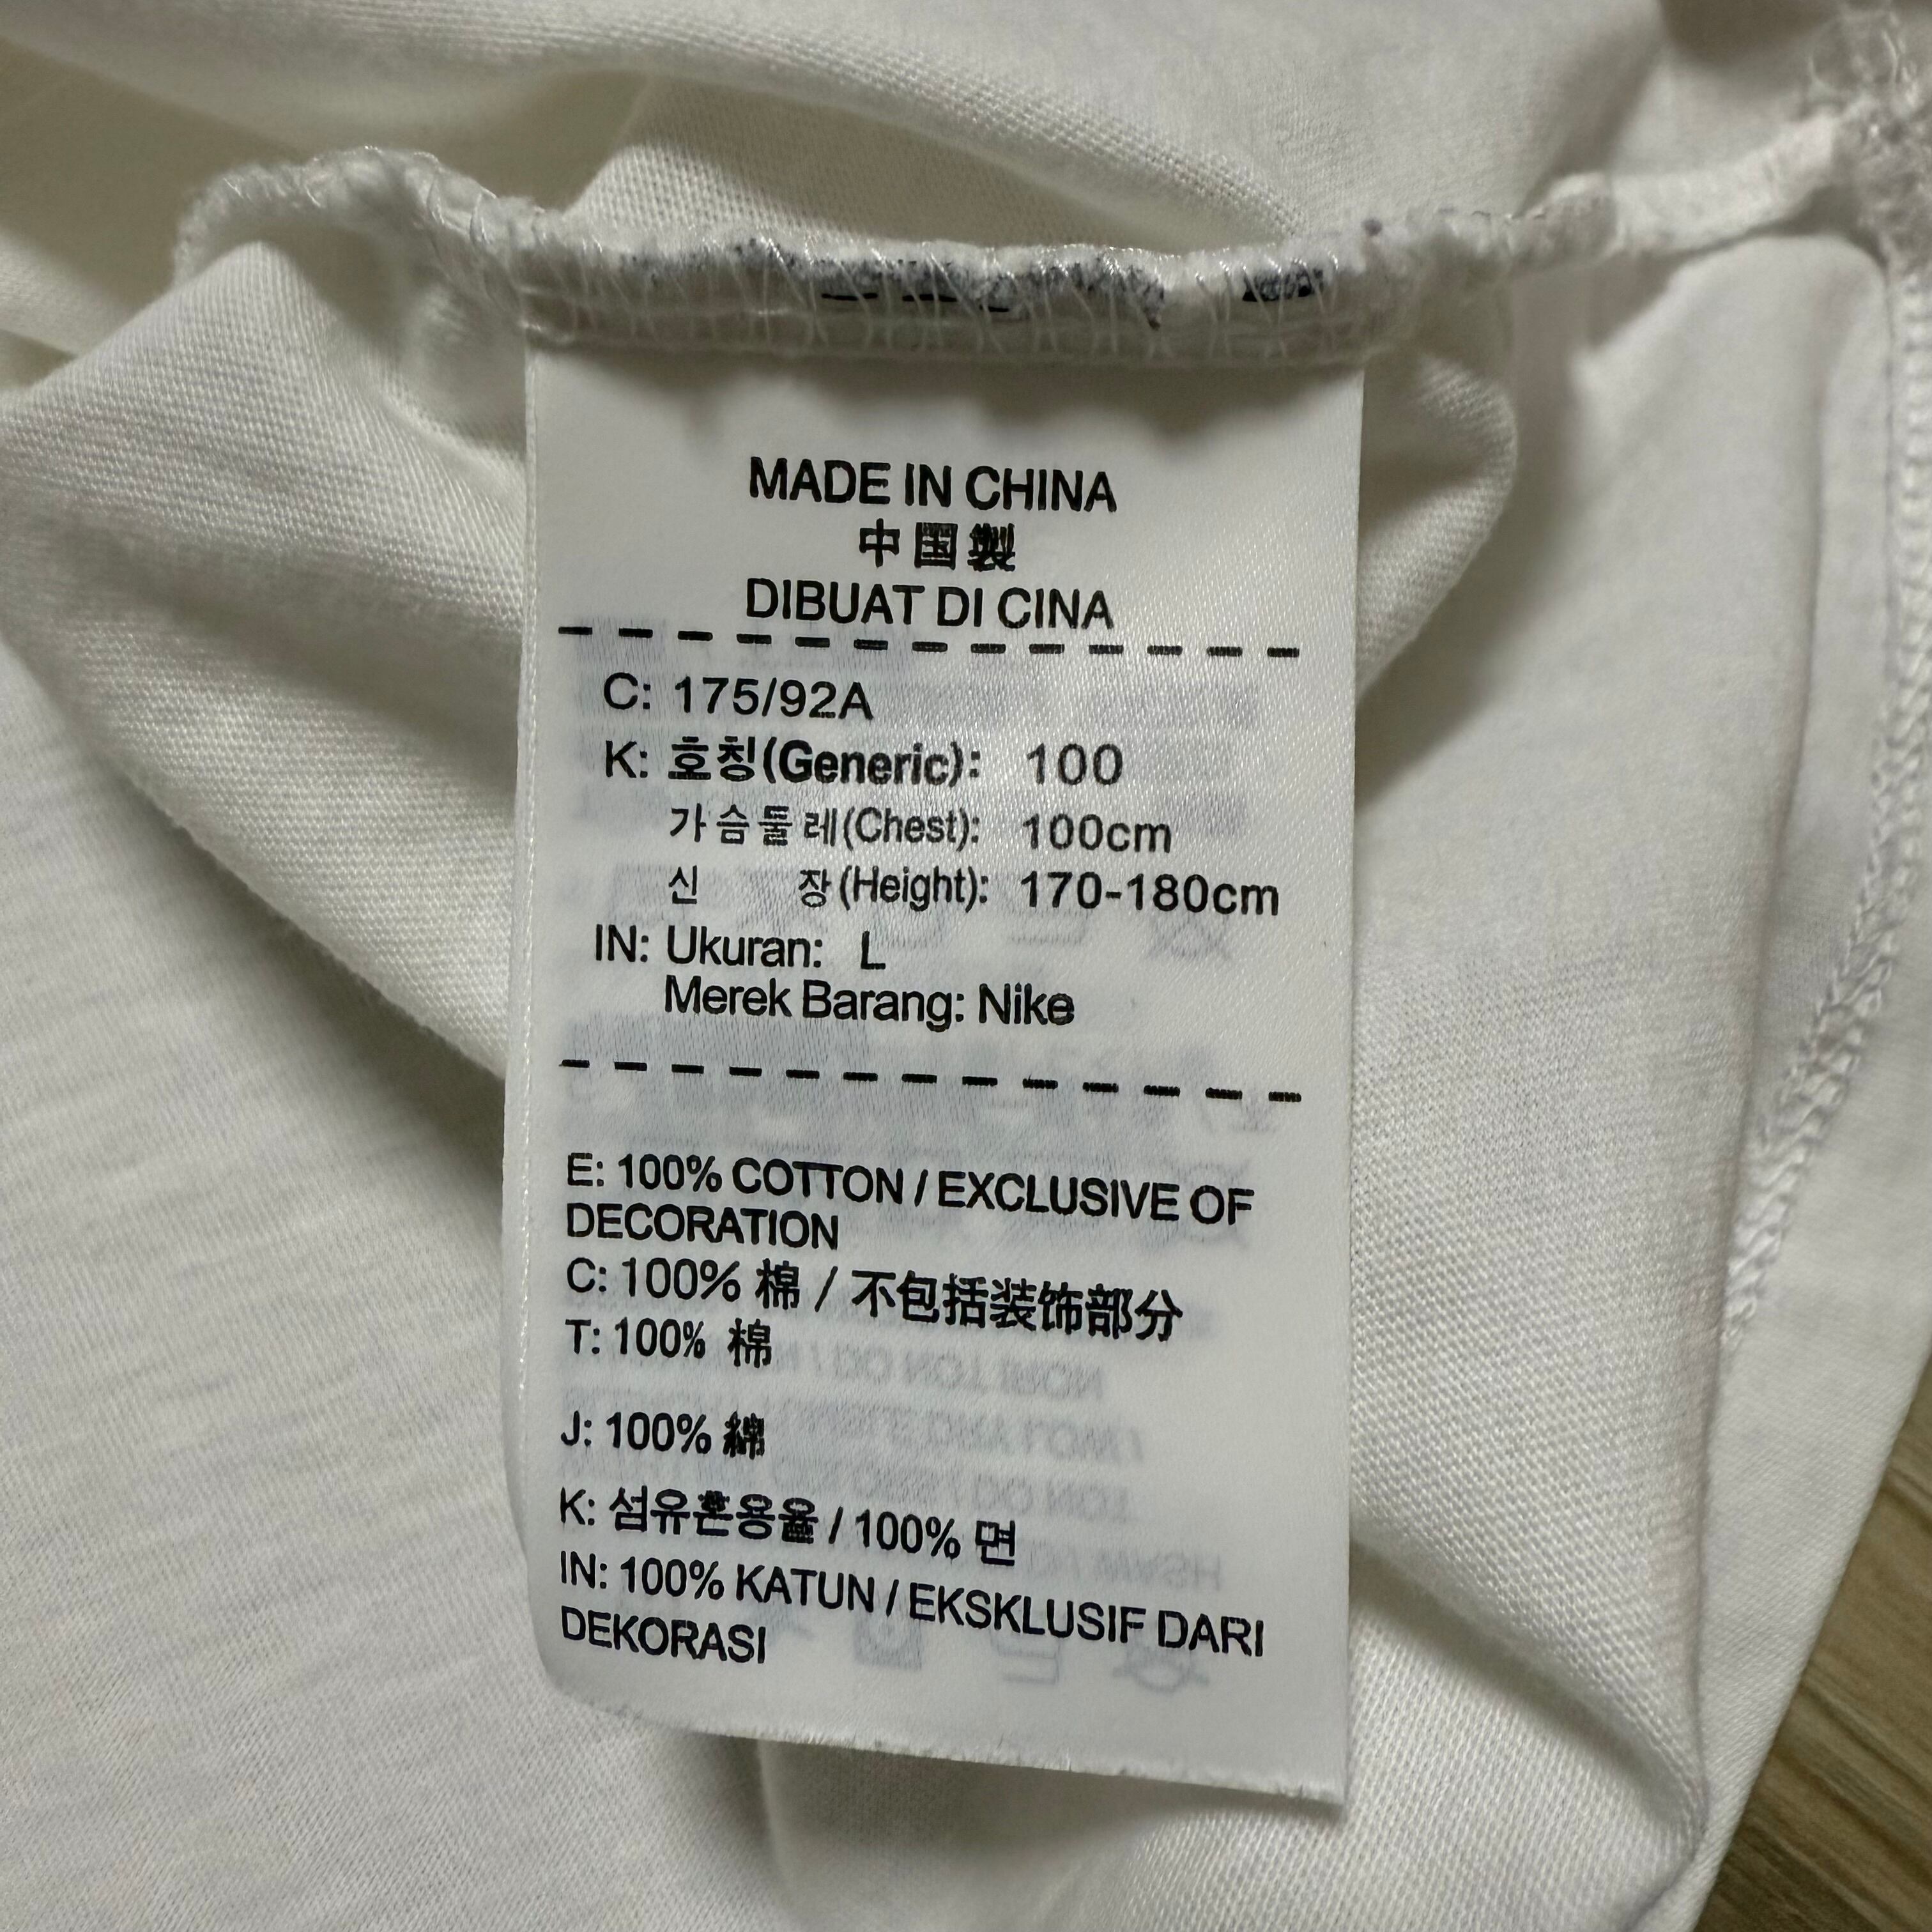 MADE IN CHINA
中国製
DIBUAT DI CINA
C: 175/92A
K: 호칭(Generic): 100
가슴둘레(Chest): 100cm
신 장(Height): 170-180cm
IN: Ukuran: L
Merek Barang: Nike
E: 100% COTTON / EXCLUSIVE OF
DECORATION
C: 100% 棉 / 不包括装饰部分
T: 100% 棉
J: 100% 綿
K: 섬유혼용율 / 100% 면
IN: 100% KATUN / EKSKLUSIF DARI
DEKORASI